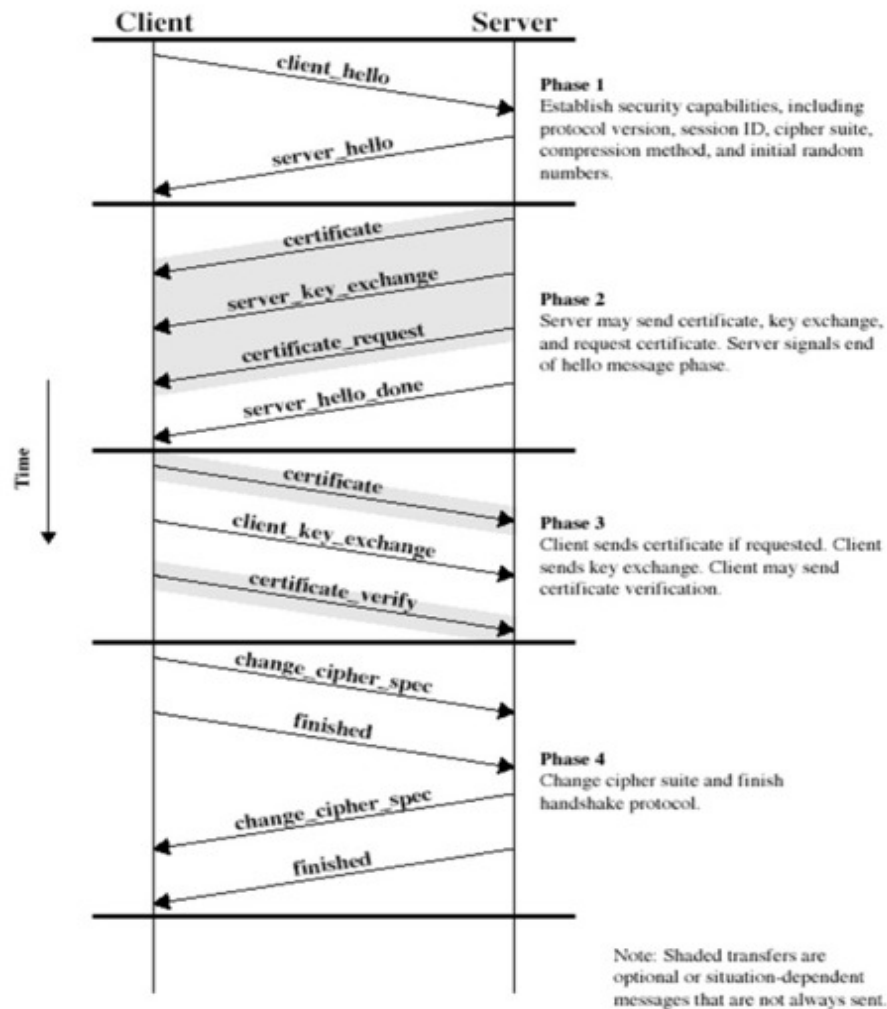 Client Server
client_hello
Phase 1
Establish security capabilities, including
protocol version, session ID, cipher suite,
compression method, and initial random
numbers.
server_hello
certificate
server_key_exchange
certificate_request
server_hello_done
Phase 2
Server may send certificate, key exchange,
and request certificate. Server signals end
of hello message phase.
Time
certificate
client_key_exchange
certificate_verify
Phase 3
Client sends certificate if requested. Client
sends key exchange. Client may send
certificate verification.
change_cipher_spec
finished
change_cipher_spec
finished
Phase 4
Change cipher suite and finish
handshake protocol.
Note: Shaded transfers are
optional or situation-dependent
messages that are not always sent.